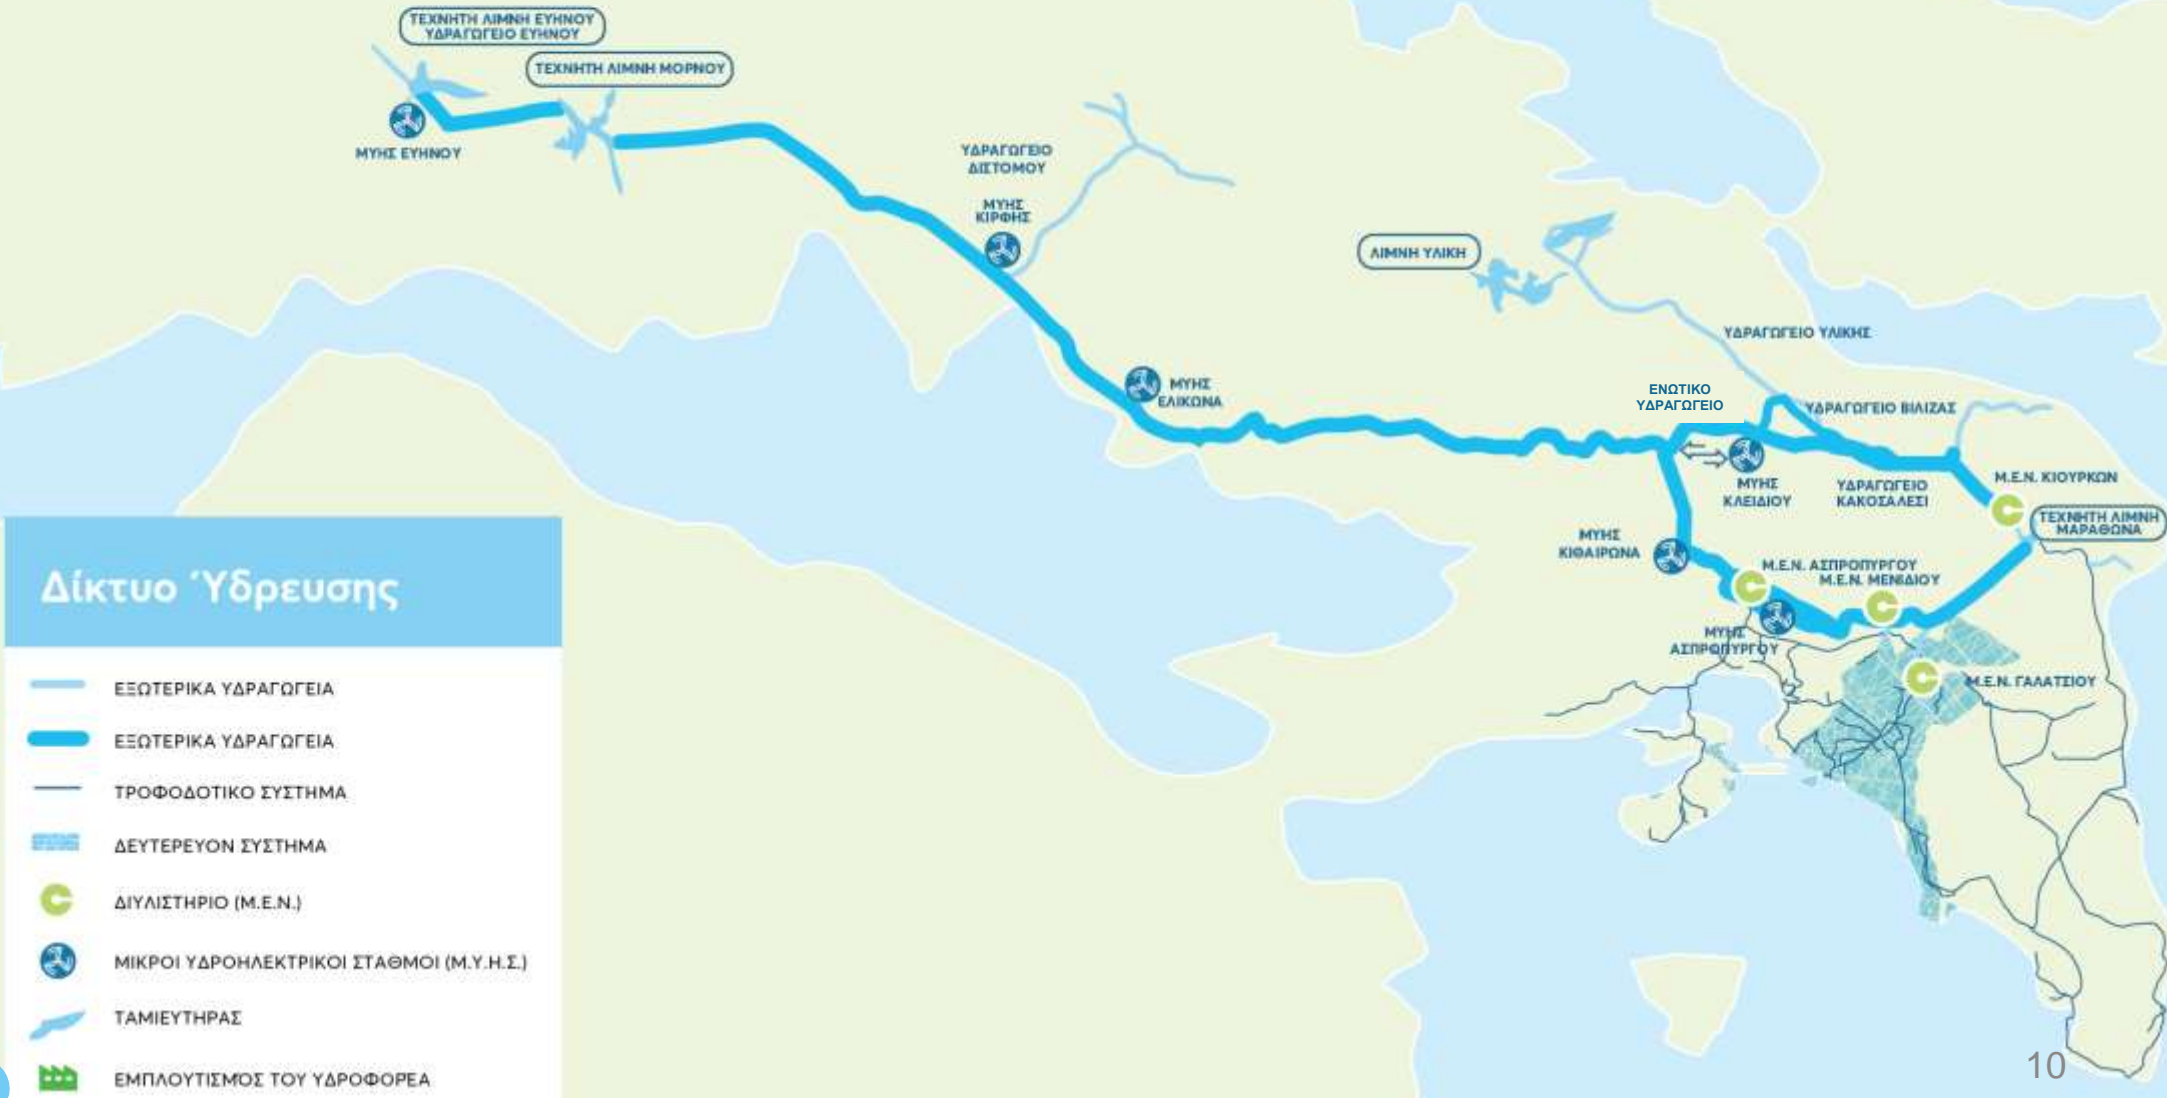 ΤΕΧΝΗΤΗ ΛΙΜΝΗ ΕΥΗΝΟΥ
ΥΔΡΑΓΩΓΕΙΟ ΕΥΗΝΟΥ
ΤΕΧΝΗΤΗ ΛΙΜΝΗ ΜΟΡΝΟΥ
ΜΥΗΣ ΕΥΗΝΟΥ
ΥΔΡΑΓΩΓΕΙΟ
ΔΙΣΤΟΜΟΥ
ΜΥΗΣ
ΚΙΡΦΗΣ
ΛΙΜΝΗ ΥΛΙΚΗ
ΥΔΡΑΓΩΓΕΙΟ ΥΛΙΚΗΣ
ΜΥΗΣ
ΕΛΙΚΩΝΑ
ΕΝΩΤΙΚΟ
ΥΔΡΑΓΩΓΕΙΟ
ΥΔΡΑΓΩΓΕΙΟ ΒΙΛΙΖΑΣ
ΜΥΗΣ
ΚΛΕΙΔΙΟΥ
ΥΔΡΑΓΩΓΕΙΟ
ΚΑΚΟΣΑΛΕΣΙ
Μ.Ε.Ν. ΚΙΟΥΡΚΩΝ
ΤΕΧΝΗΤΗ ΛΙΜΝΗ
ΜΑΡΑΘΩΝΑ
ΜΥΗΣ
ΚΙΘΑΙΡΩΝΑ
Μ.Ε.Ν. ΑΣΠΡΟΠΥΡΓΟΥ
Μ.Ε.Ν. ΜΕΝΙΔΙΟΥ
ΜΥΗΣ
ΑΣΠΡΟΠΥΡΓΟΥ
Μ.Ε.Ν. ΓΑΛΑΤΣΙΟΥ
Δίκτυο Ύδρευσης
ΕΞΩΤΕΡΙΚΑ ΥΔΡΑΓΩΓΕΙΑ
ΕΞΩΤΕΡΙΚΑ ΥΔΡΑΓΩΓΕΙΑ
ΤΡΟΦΟΔΟΤΙΚΟ ΣΥΣΤΗΜΑ
ΔΕΥΤΕΡΕΥΟΝ ΣΥΣΤΗΜΑ
ΔΙΥΛΙΣΤΗΡΙΟ (Μ.Ε.Ν.)
ΜΙΚΡΟΙ ΥΔΡΟΗΛΕΚΤΡΙΚΟΙ ΣΤΑΘΜΟΙ (Μ.Υ.Η.Σ.)
ΤΑΜΙΕΥΤΗΡΑΣ
ΕΜΠΛΟΥΤΙΣΜΌΣ ΤΟΥ ΥΔΡΟΦΟΡΕΑ
10